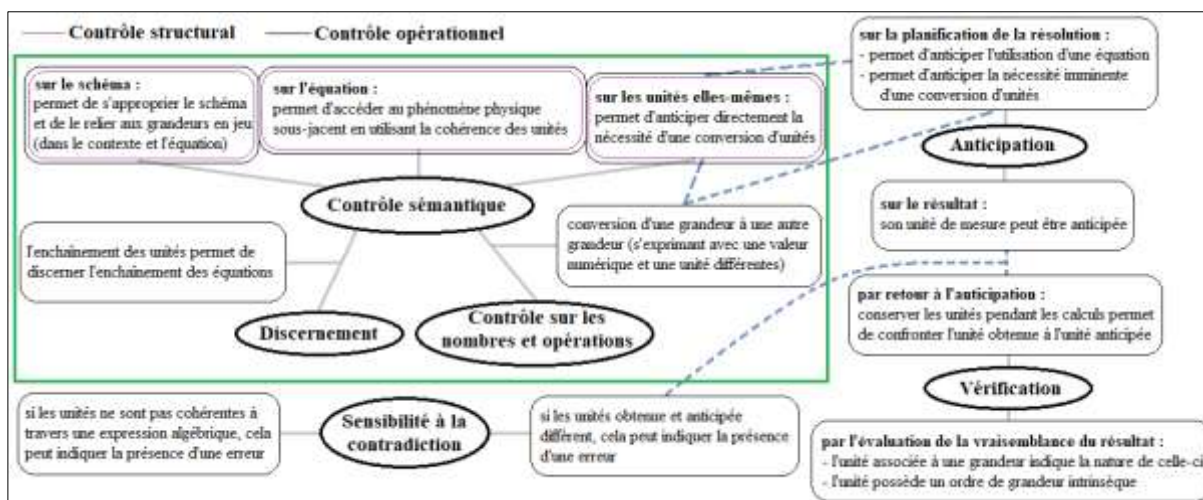 Contrôle structural
Contrôle opérationnel
sur le schéma :
permet de s'approprier le schéma
et de le relier aux grandeurs en jeu
(dans le contexte et l'équation)
sur l'équation :
permet d'accéder au phénomène physique
sous-jacent en utilisant la cohérence des unités
sur les unités elles-mêmes :
permet d'anticiper directement la
nécessité d'une conversion d'unités
sur la planification de la résolution :
- permet d'anticiper l'utilisation d'une équation
- permet d'anticiper la nécessité imminente
d'une conversion d'unités
Anticipation
Contrôle sémantique
sur le résultat :
son unité de mesure peut être anticipée
l'enchaînement des unités permet de
discerner l'enchaînement des équations
conversion d'une grandeur à une autre
grandeur (s'exprimant avec une valeur
numérique et une unité différentes)
par retour à l'anticipation :
conserver les unités pendant les calculs permet
de confronter l'unité obtenue à l'unité anticipée
Discernement
Contrôle sur les
nombres et opérations
Vérification
si les unités ne sont pas cohérentes à
travers une expression algébrique, cela
peut indiquer la présence d'une erreur
Sensibilité à la
contradiction
si les unités obtenue et anticipée
diffèrent, cela peut indiquer la présence
d'une erreur
par l'évaluation de la vraisemblance du résultat :
- l'unité associée à une grandeur indique la nature de celle-ci
- l'unité possède un ordre de grandeur intrinsèque